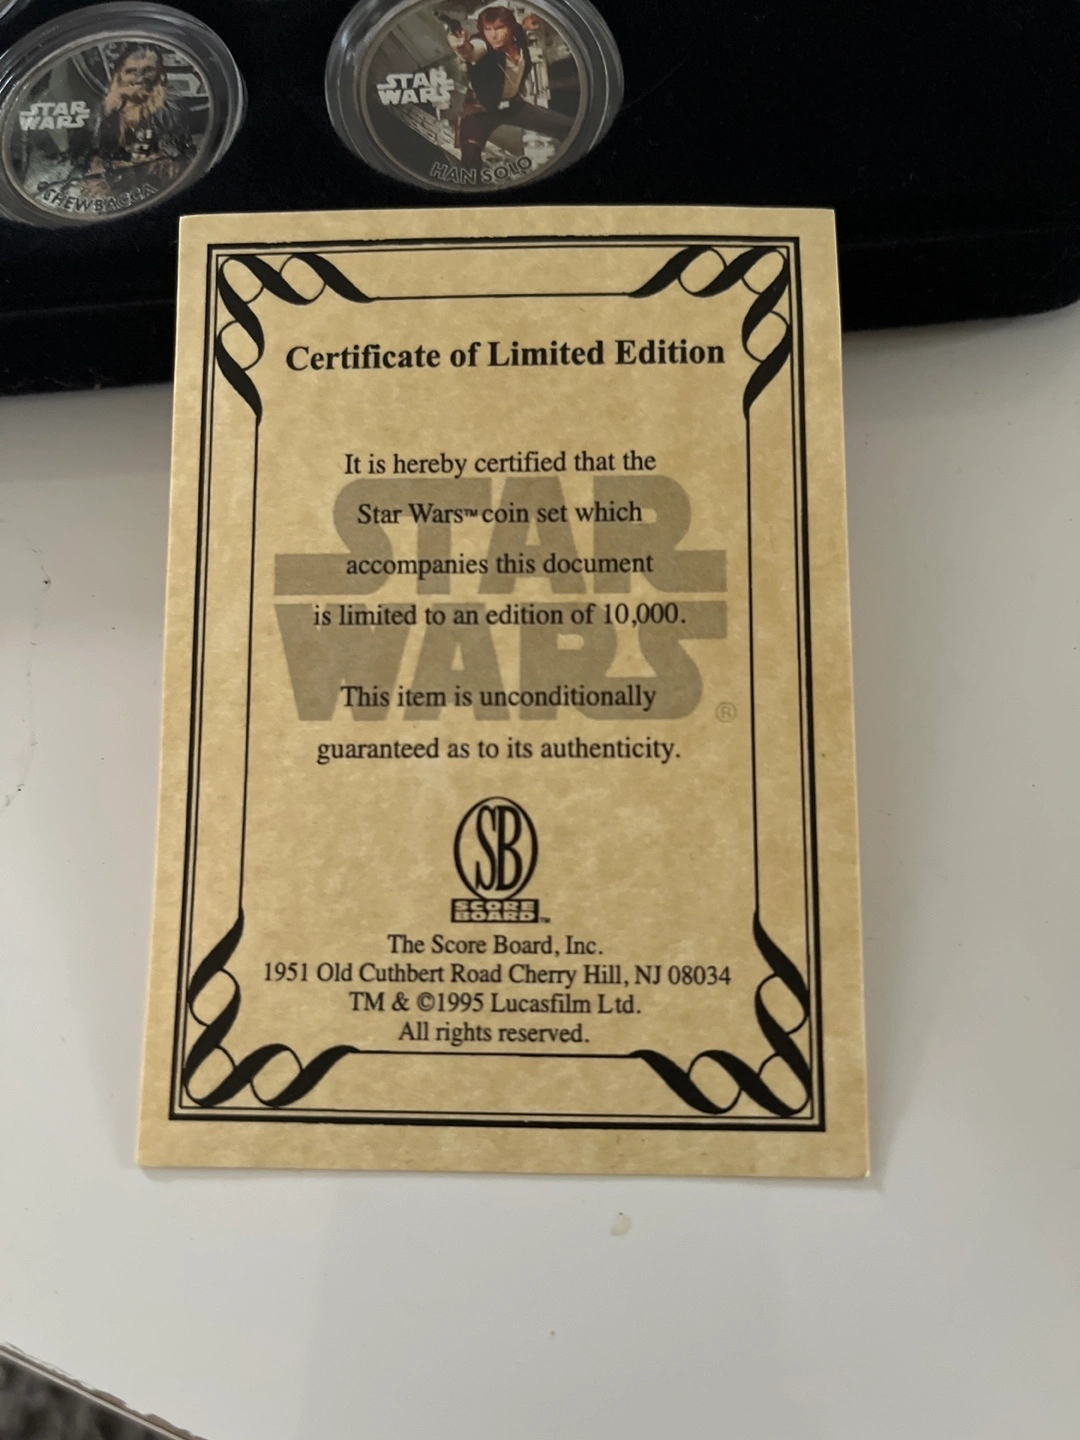 STAR
WARS
CHEWBACCA
STAR
WARS
HAN SOLO
Certificate of Limited Edition
It is hereby certified that the
Star Wars™ coin set which
accompanies this document
is limited to an edition of 10,000.
This item is unconditionally
guaranteed as to its authenticity.
STAR
WARS
®
SB
SCORE
BOARD™
The Score Board, Inc.
1951 Old Cuthbert Road Cherry Hill, NJ 08034
TM & ©1995 Lucasfilm Ltd.
All rights reserved.